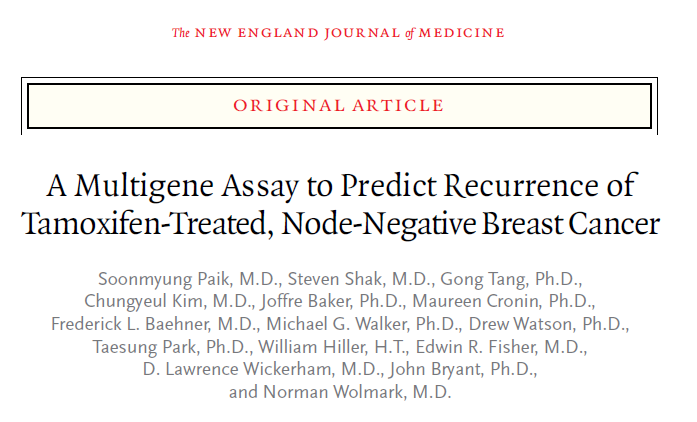 The NEW ENGLAND JOURNAL of MEDICINE
ORIGINAL ARTICLE
A Multigene Assay to Predict Recurrence of
Tamoxifen-Treated, Node-Negative Breast Cancer
Soonmyung Paik, M.D., Steven Shak, M.D., Gong Tang, Ph.D.,
Chungyeul Kim, M.D., Joffre Baker, Ph.D., Maureen Cronin, Ph.D.,
Frederick L. Baehner, M.D., Michael G. Walker, Ph.D., Drew Watson, Ph.D.,
Taesung Park, Ph.D., William Hiller, H.T., Edwin R. Fisher, M.D.,
D. Lawrence Wickerham, M.D., John Bryant, Ph.D.,
and Norman Wolmark, M.D.